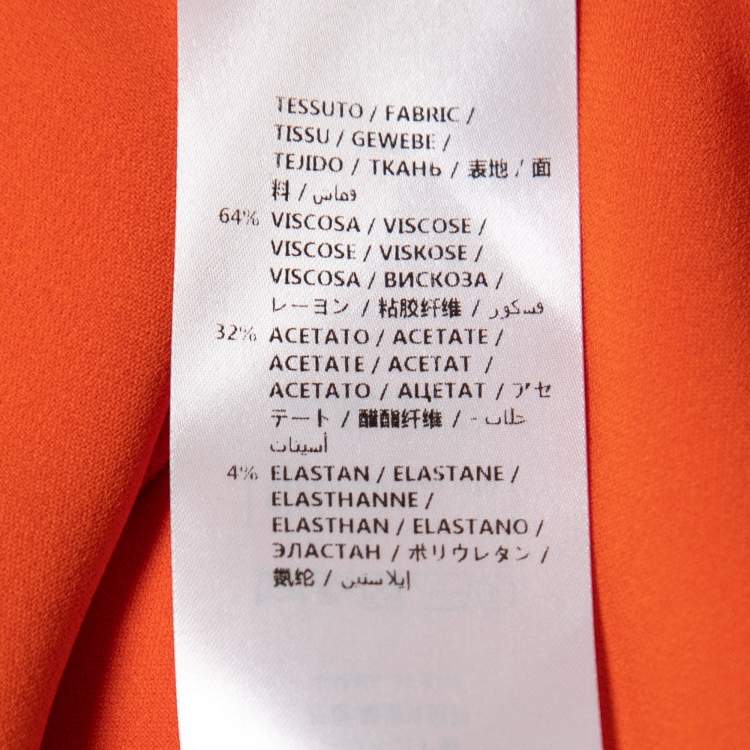 TESSUTO / FABRIC /
TISSU / GEWEBE /
TEJIDO / ТКАНЬ / 表地 / 面
料 / قماس
64% VISCOSA / VISCOSE /
VISCOSE / VISKOSE /
VISCOSA / ВИСКОЗА /
レーヨン / 粘胶纤维 / فسكوز
32% ACETATO / ACETATE /
ACETATE / ACETAT /
ACETATO / АЦЕТАТ / アセ
テート / 醋酯纤维 / خلات -
أسيتات
4% ELASTAN / ELASTANE /
ELASTHANNE /
ELASTHAN / ELASTANO /
ЭЛАСТАН / ポリウレタン /
氨纶 / إيلاستين